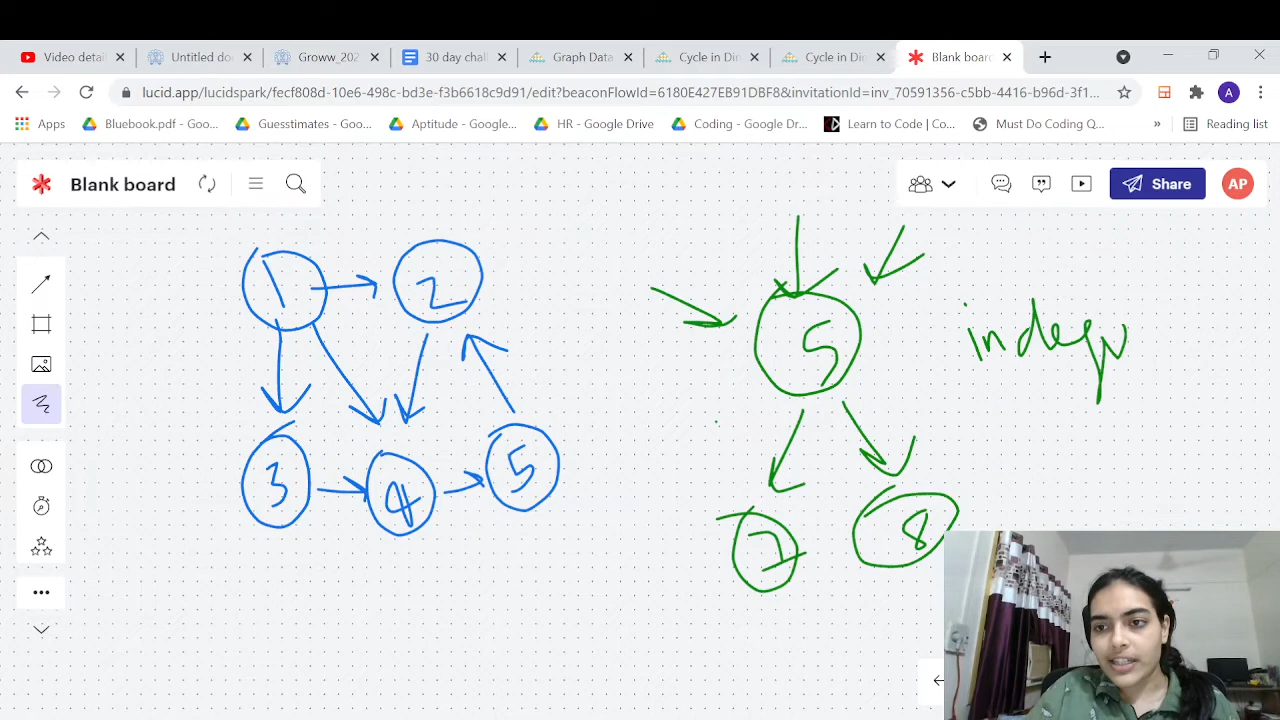 Video detail
Untitled do
Groww_202
30 day chall
Graph Data
Cycle in Dir
Cycle in Dir
Blank board
lucid.app/lucidspark/fecf808d-10e6-498c-bd3e-f3b6618c9d91/edit?beaconFlowId=6180E427EB91DBF8&invitationId=inv_70591356-c5bb-4416-b96d-3f1...
A
Apps
Bluebook.pdf - Goo...
Guesstimates - Goo...
Aptitude - Google...
HR - Google Drive
Coding - Google Dr...
Learn to Code | Co...
Must Do Coding Q...
»
Reading list
Blank board
Share
AP
1
2
3
4
5
5
7
8
indeg